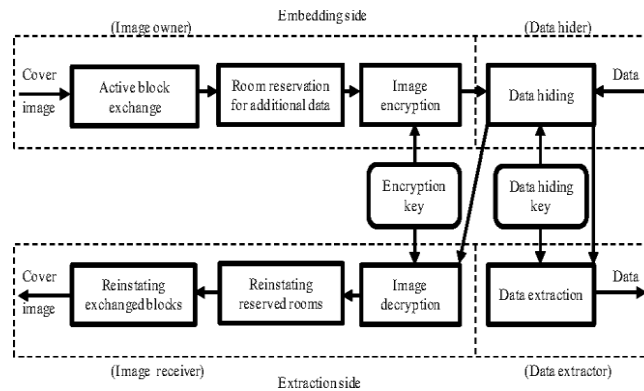 Embedding side
(Image owner)
(Data hider)
Cover
image
Active block
exchange
Room reservation
for additional data
Image
encryption
Data hiding
Data
Encryption
key
Data hiding
key
Cover
image
Reinstating
exchanged blocks
Reinstating
reserved rooms
Image
decryption
Data extraction
Data
(Image receiver)
(Data extractor)
Extraction side